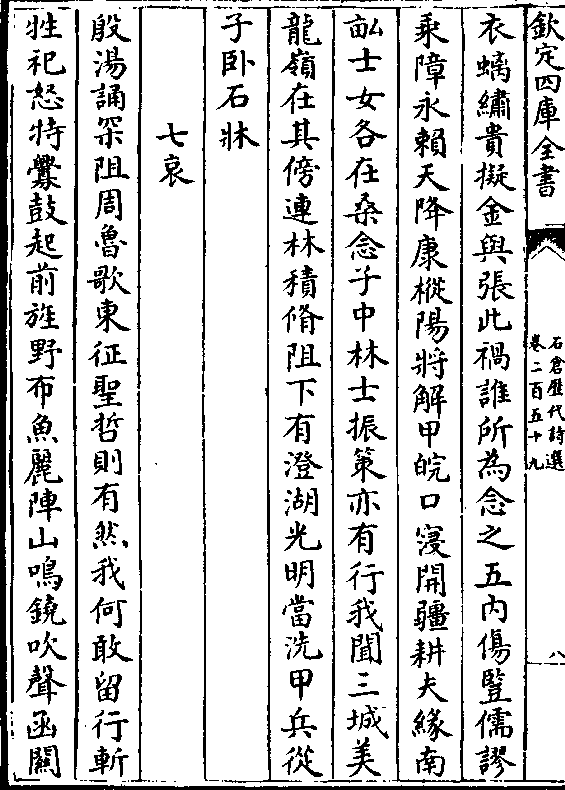 欽定四庫全書
石倉歷代詩選
卷二百五十九
八
衣螭繡貴擬金與張此禍誰所為念之五内傷豎儒謬
乘障永賴天降康樅陽將解甲皖口寖開疆耕夫緣南
畆士女各在桑念子中林士振策亦有行我聞三城美
龍嶺在其傍連林積脩阻下有澄湖光明當洗甲兵從
子卧石牀
七哀
殷湯誦罙阻周魯歌東征聖哲則有然我何敢留行斬
牲祀怒特釁鼓起前旌野布魚麗陣山鳴鐃吹聲函關